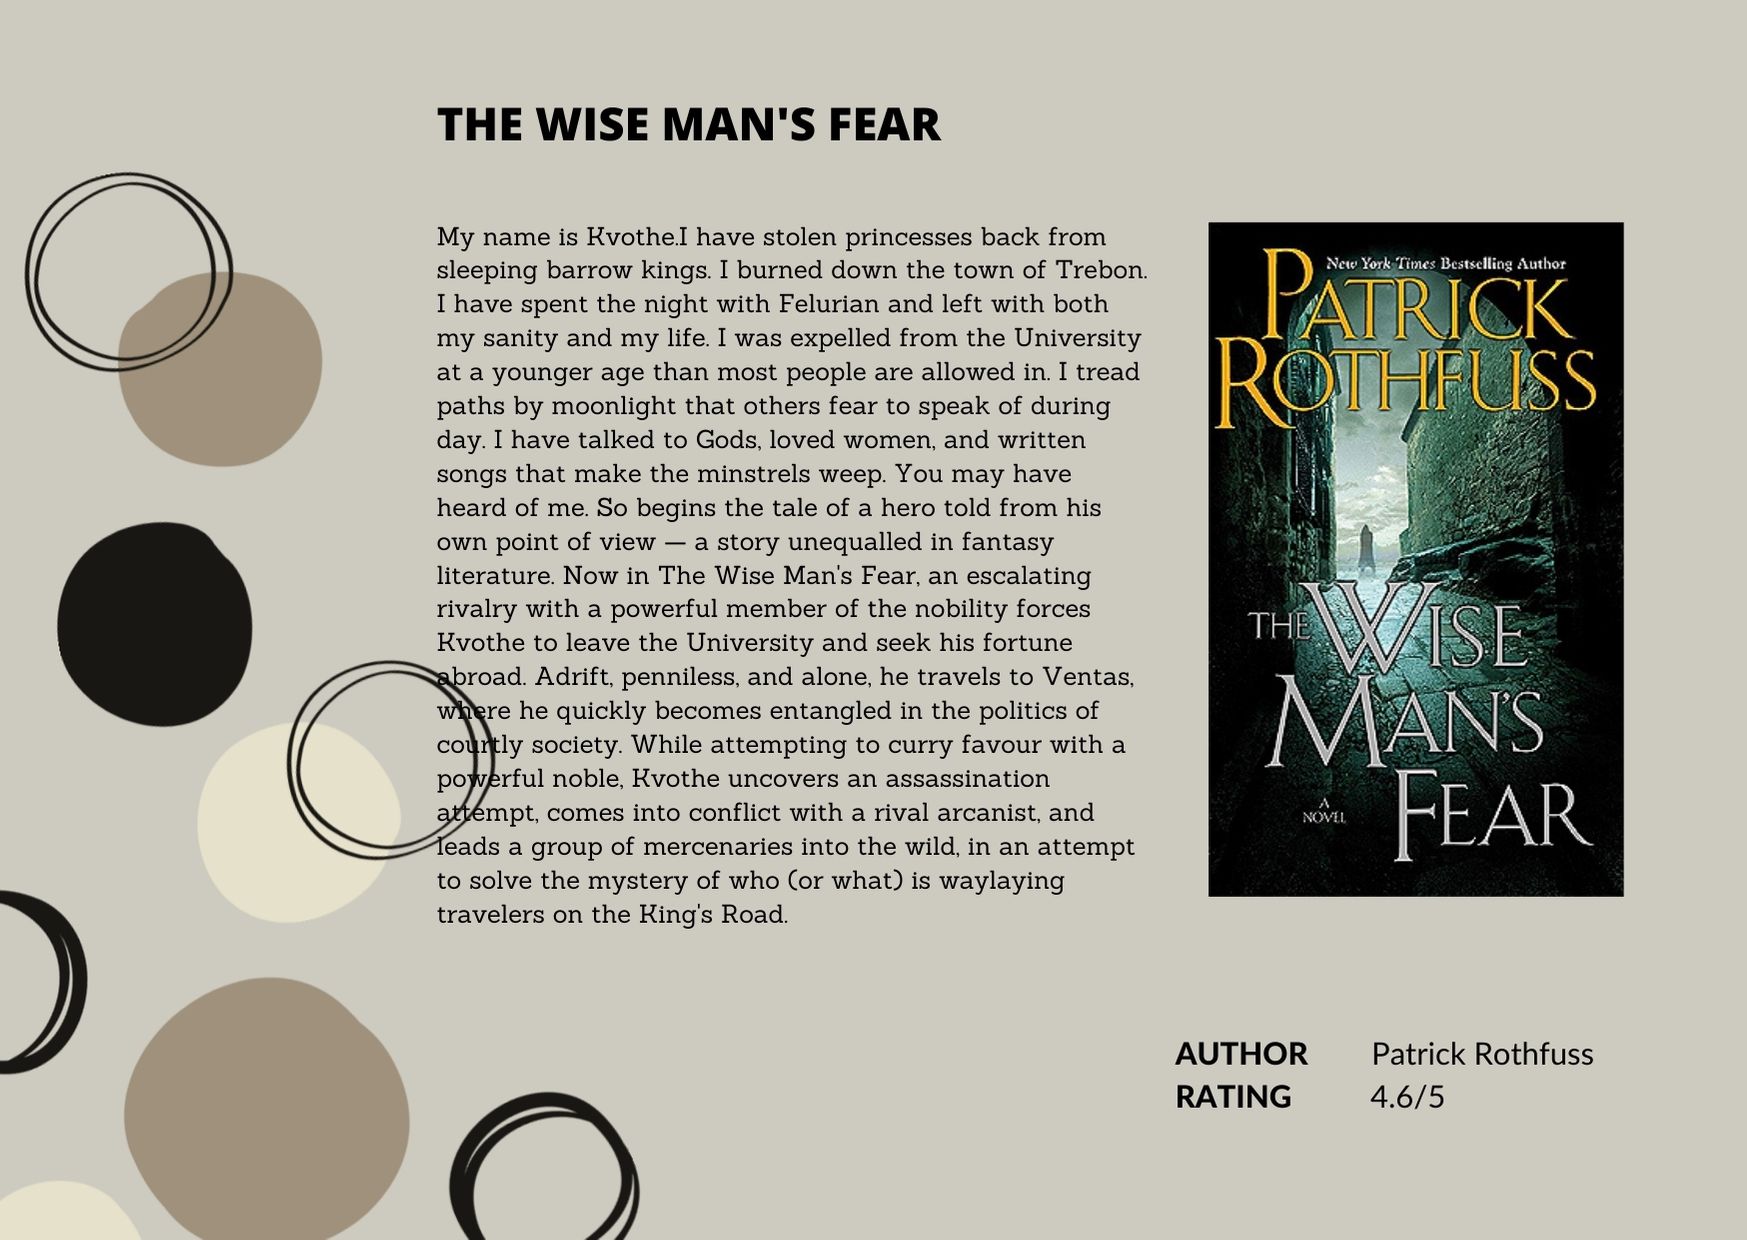 THE WISE MAN'S FEAR
My name is Kvothe.I have stolen princesses back from
sleeping barrow kings. I burned down the town of Trebon.
I have spent the night with Felurian and left with both
my sanity and my life. I was expelled from the University
at a younger age than most people are allowed in. I tread
paths by moonlight that others fear to speak of during
day. I have talked to Gods, loved women, and written
songs that make the minstrels weep. You may have
heard of me. So begins the tale of a hero told from his
own point of view — a story unequalled in fantasy
literature. Now in The Wise Man's Fear, an escalating
rivalry with a powerful member of the nobility forces
Kvothe to leave the University and seek his fortune
abroad. Adrift, penniless, and alone, he travels to Ventas,
where he quickly becomes entangled in the politics of
courtly society. While attempting to curry favour with a
powerful noble, Kvothe uncovers an assassination
attempt, comes into conflict with a rival arcanist, and
leads a group of mercenaries into the wild, in an attempt
to solve the mystery of who (or what) is waylaying
travelers on the King's Road.
New York Times Bestselling Author
PATRICK
ROTHFUSS
THE WISE
MAN'S
A
NOVEL
FEAR
AUTHOR Patrick Rothfuss
RATING 4.6/5